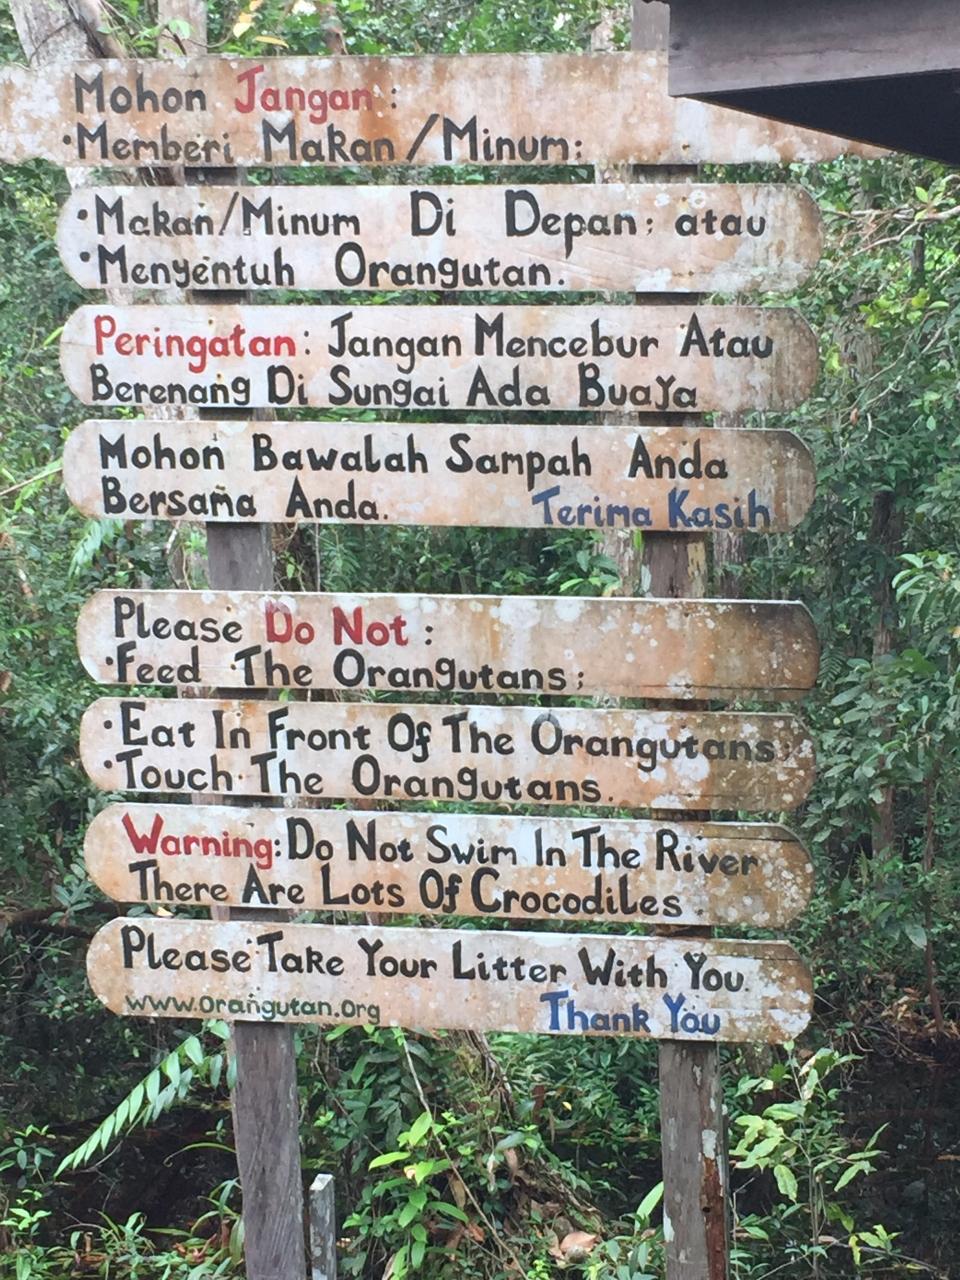 Mohon Jangan:
•Memberi Makan/Minum;
•Makan/Minum Di Depan; atau
•Menyentuh Orangutan.
Peringatan: Jangan Mencebur Atau
Berenang Di Sungai Ada Buaya
Mohon Bawalah Sampah Anda
Bersama Anda. Terima Kasih
Please Do Not:
•Feed The Orangutans;
•Eat In Front Of The Orangutans;
•Touch The Orangutans.
Warning: Do Not Swim In The River
There Are Lots Of Crocodiles.
Please Take Your Litter With You.
www.orangutan.org Thank You